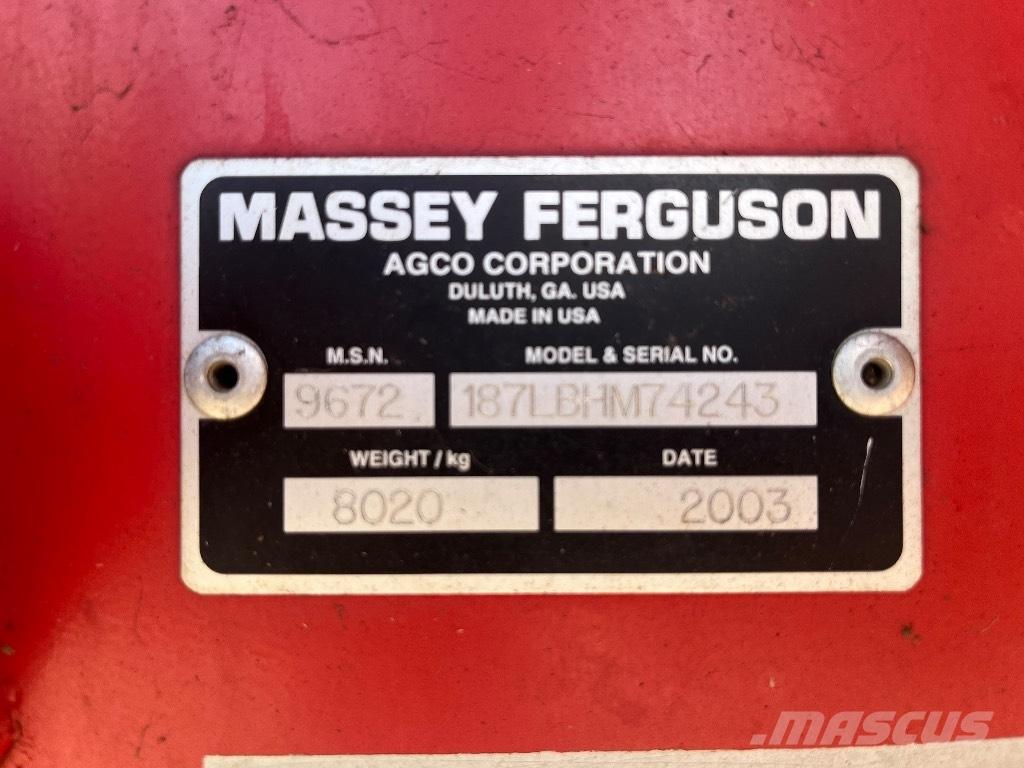 MASSEY FERGUSON
AGCO CORPORATION
DULUTH, GA. USA
MADE IN USA
M.S.N. MODEL & SERIAL NO.
9672 187LBHM74243
WEIGHT/kg DATE
8020 2003
.MASCUS